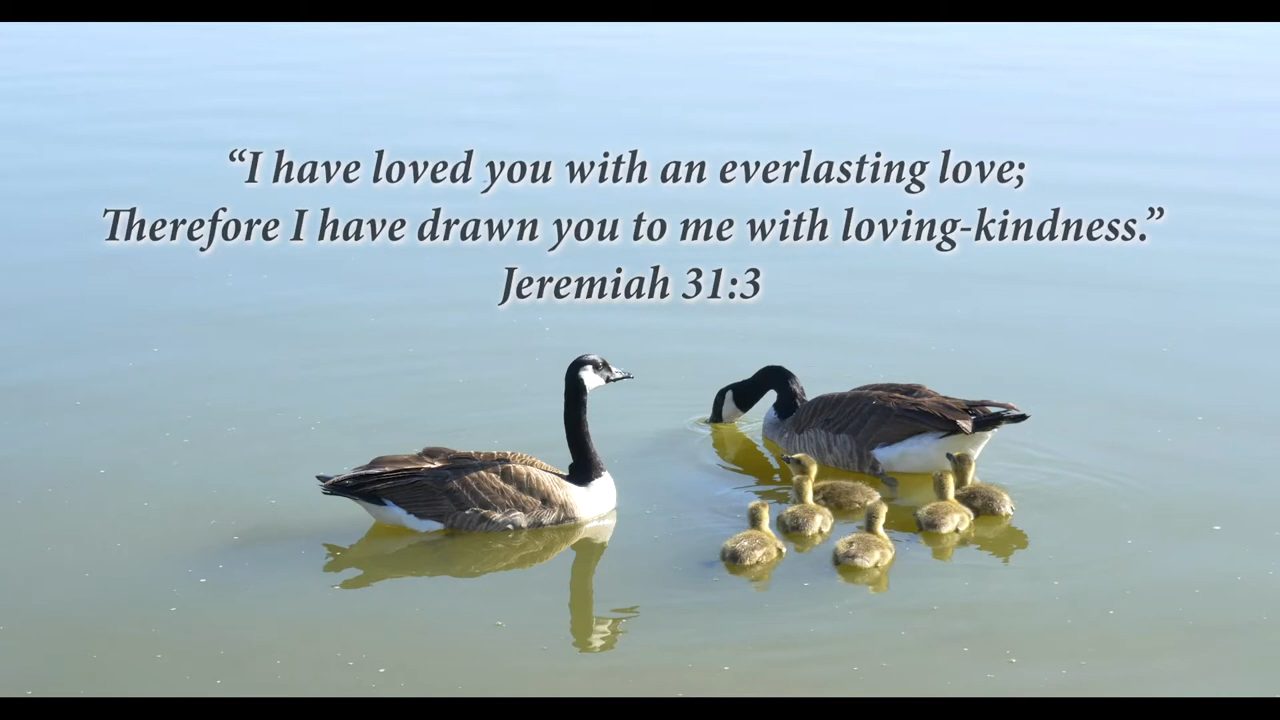 “I have loved you with an everlasting love;
Therefore I have drawn you to me with loving-kindness.”
Jeremiah 31:3